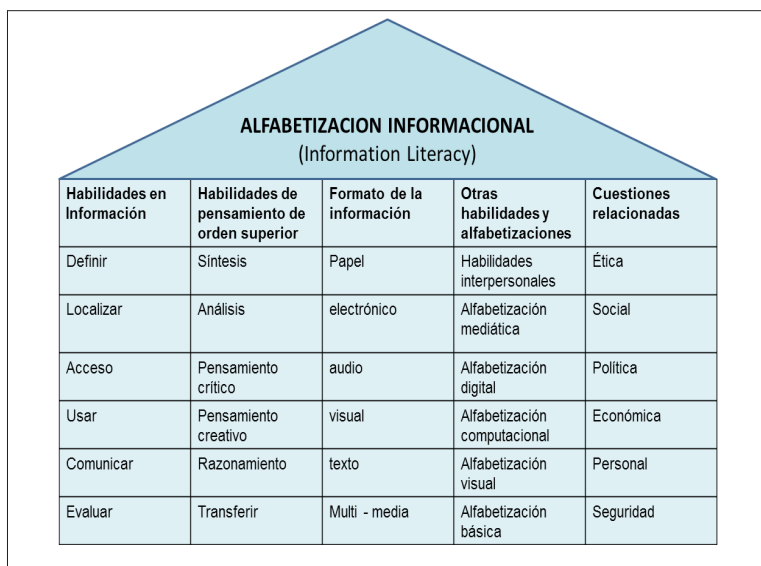 ALFABETIZACION INFORMACIONAL
(Information Literacy)
Habilidades en
Información
Habilidades de
pensamiento de
orden superior
Formato de la
información
Otras
habilidades y
alfabetizaciones
Cuestiones
relacionadas
Definir
Síntesis
Papel
Habilidades
interpersonales
Ética
Localizar
Análisis
electrónico
Alfabetización
mediática
Social
Acceso
Pensamiento
crítico
audio
Alfabetización
digital
Política
Usar
Pensamiento
creativo
visual
Alfabetización
computacional
Económica
Comunicar
Razonamiento
texto
Alfabetización
visual
Personal
Evaluar
Transferir
Multi - media
Alfabetización
básica
Seguridad